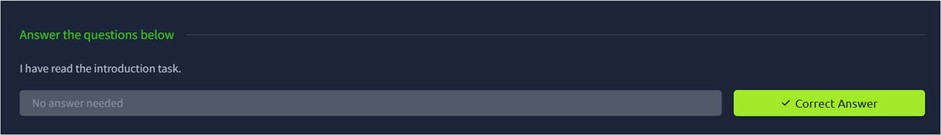 Answer the questions below
I have read the introduction task.
No answer needed
Correct Answer